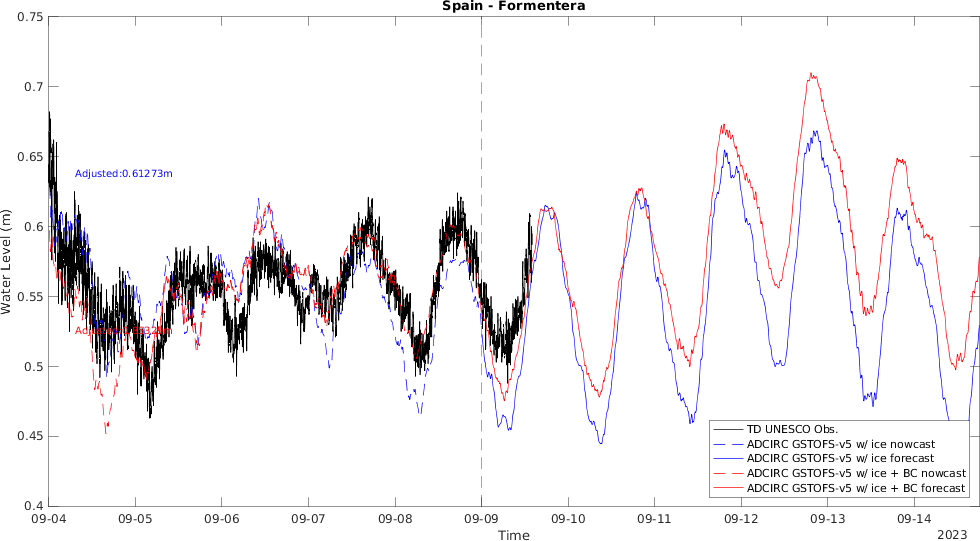 Spain - Formentera
0.75
0.7
0.65
0.6
0.55
0.5
0.45
0.4
Water Level (m)
Adjusted:0.61273m
09-04
09-05
09-06
09-07
09-08
09-09
09-10
09-11
09-12
09-13
09-14
Time
2023
TD UNESCO Obs.
ADCIRC GSTOFS-v5 w/ ice nowcast
ADCIRC GSTOFS-v5 w/ ice forecast
ADCIRC GSTOFS-v5 w/ ice + BC nowcast
ADCIRC GSTOFS-v5 w/ ice + BC forecast